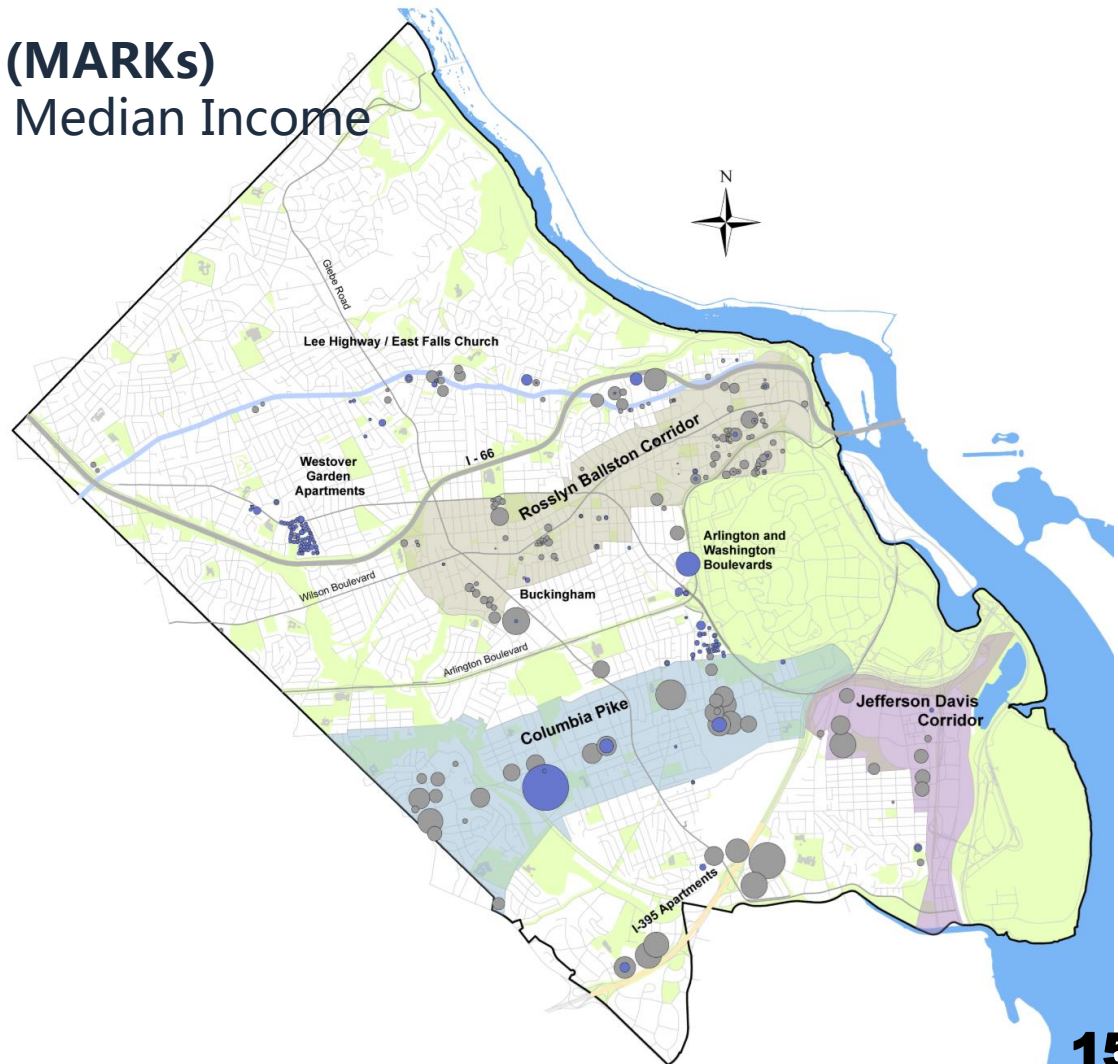 (MARKs)
Median Income
N
Glebe Road
Lee Highway / East Falls Church
I - 66
Rosslyn Ballston Corridor
Westover
Garden
Apartments
Arlington and
Washington
Boulevards
Wilson Boulevard
Buckingham
Arlington Boulevard
Columbia Pike
Jefferson Davis
Corridor
I-395 Apartments
15